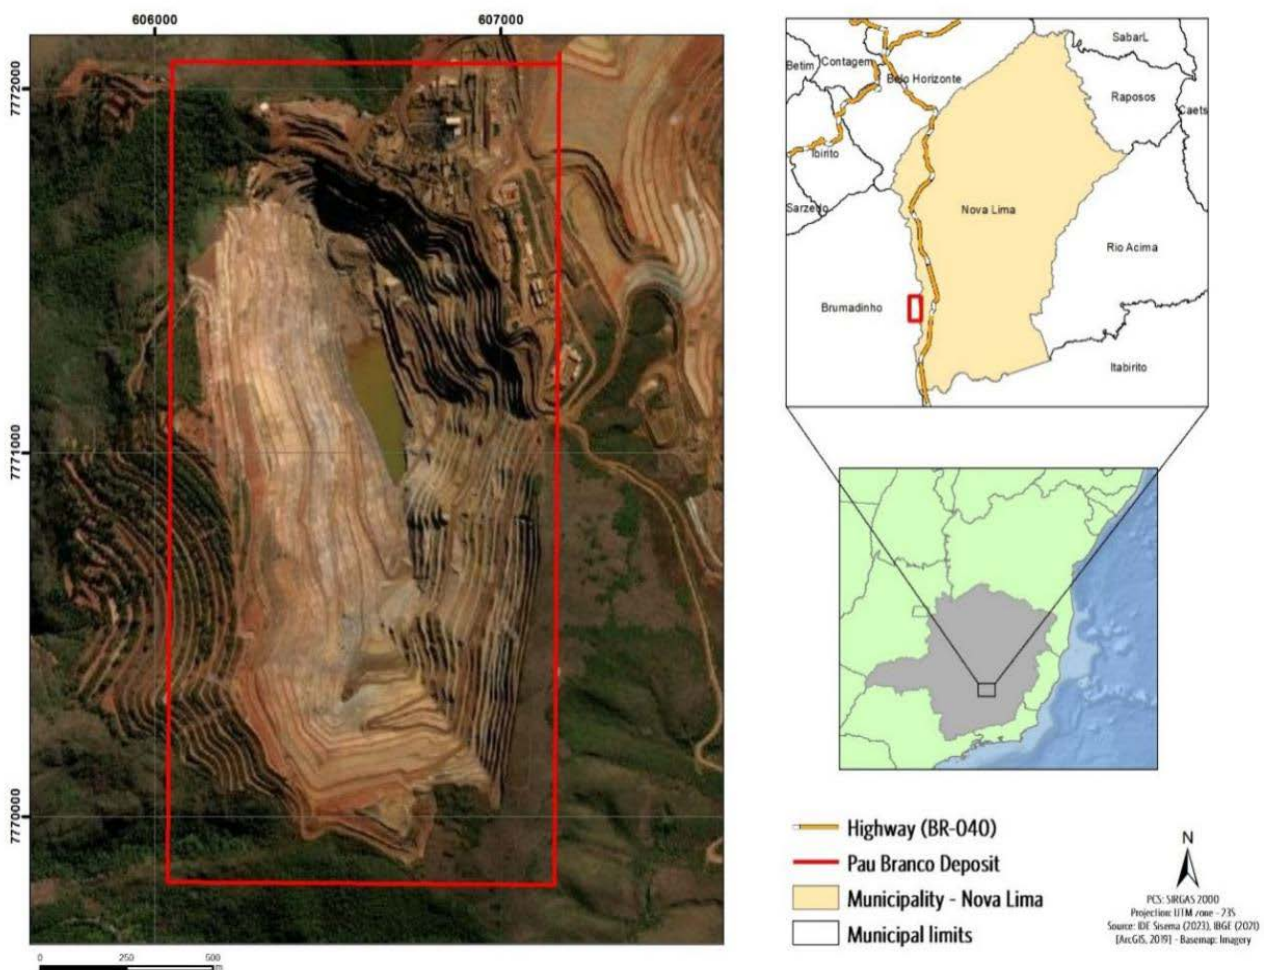 606000
607000
7772000
7771000
7770000
0
250
500
m
Betim
Contagem
Belo Horizonte
SabarL
Raposos
Caets
Ibirito
Sarzedo
Nova Lima
Rio Acima
Brumadinho
Itabirito
Highway (BR-040)
Pau Branco Deposit
Municipality - Nova Lima
Municipal limits
N
PCS: SIRGAS 2000
Projection: UTM zone - 23S
Source: IDE Sisema (2023), IBGE (2021)
[ArcGIS, 2019] - Basemap: Imagery